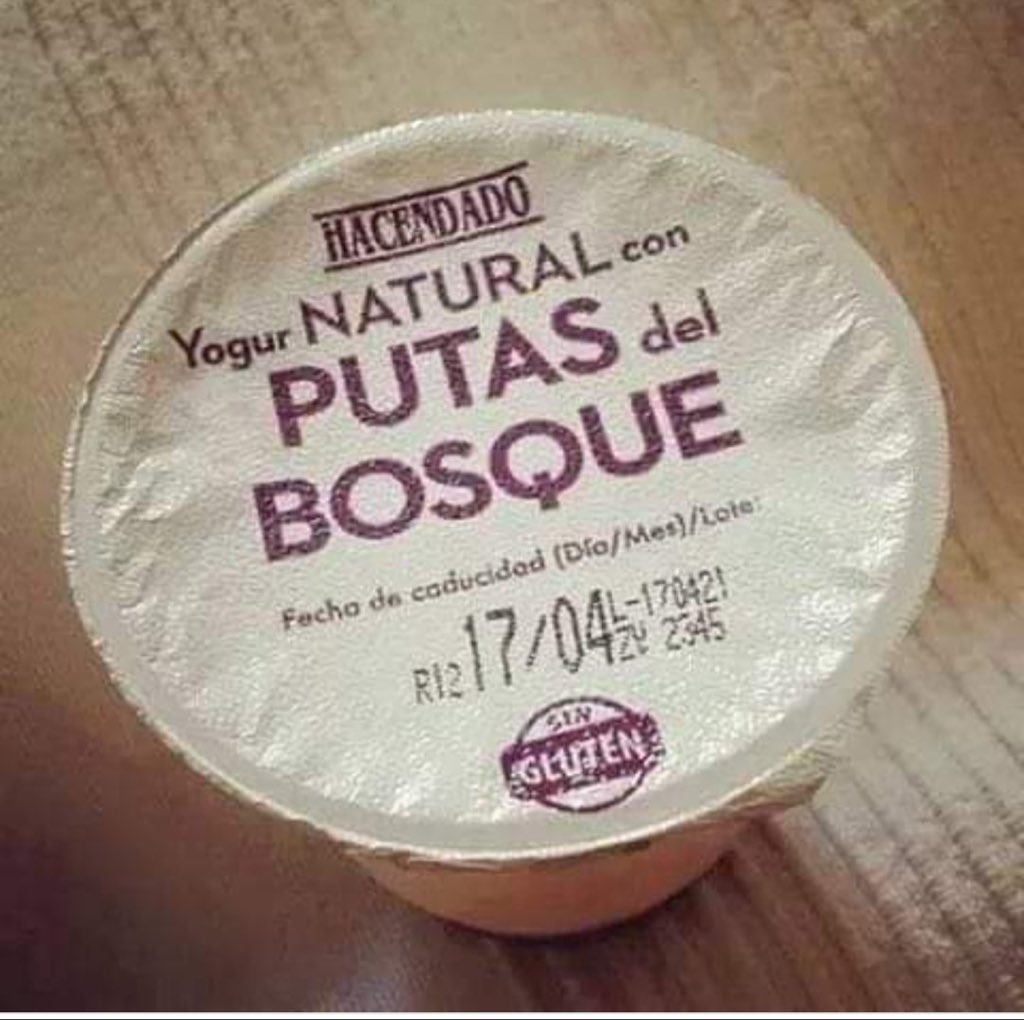 HACENDADO
Yogur NATURAL con
PUTAS del
BOSQUE
Fecha de caducidad (Día/Mes)/Lote:
R12 17/04 L-170421
2345
SIN
GLUTEN